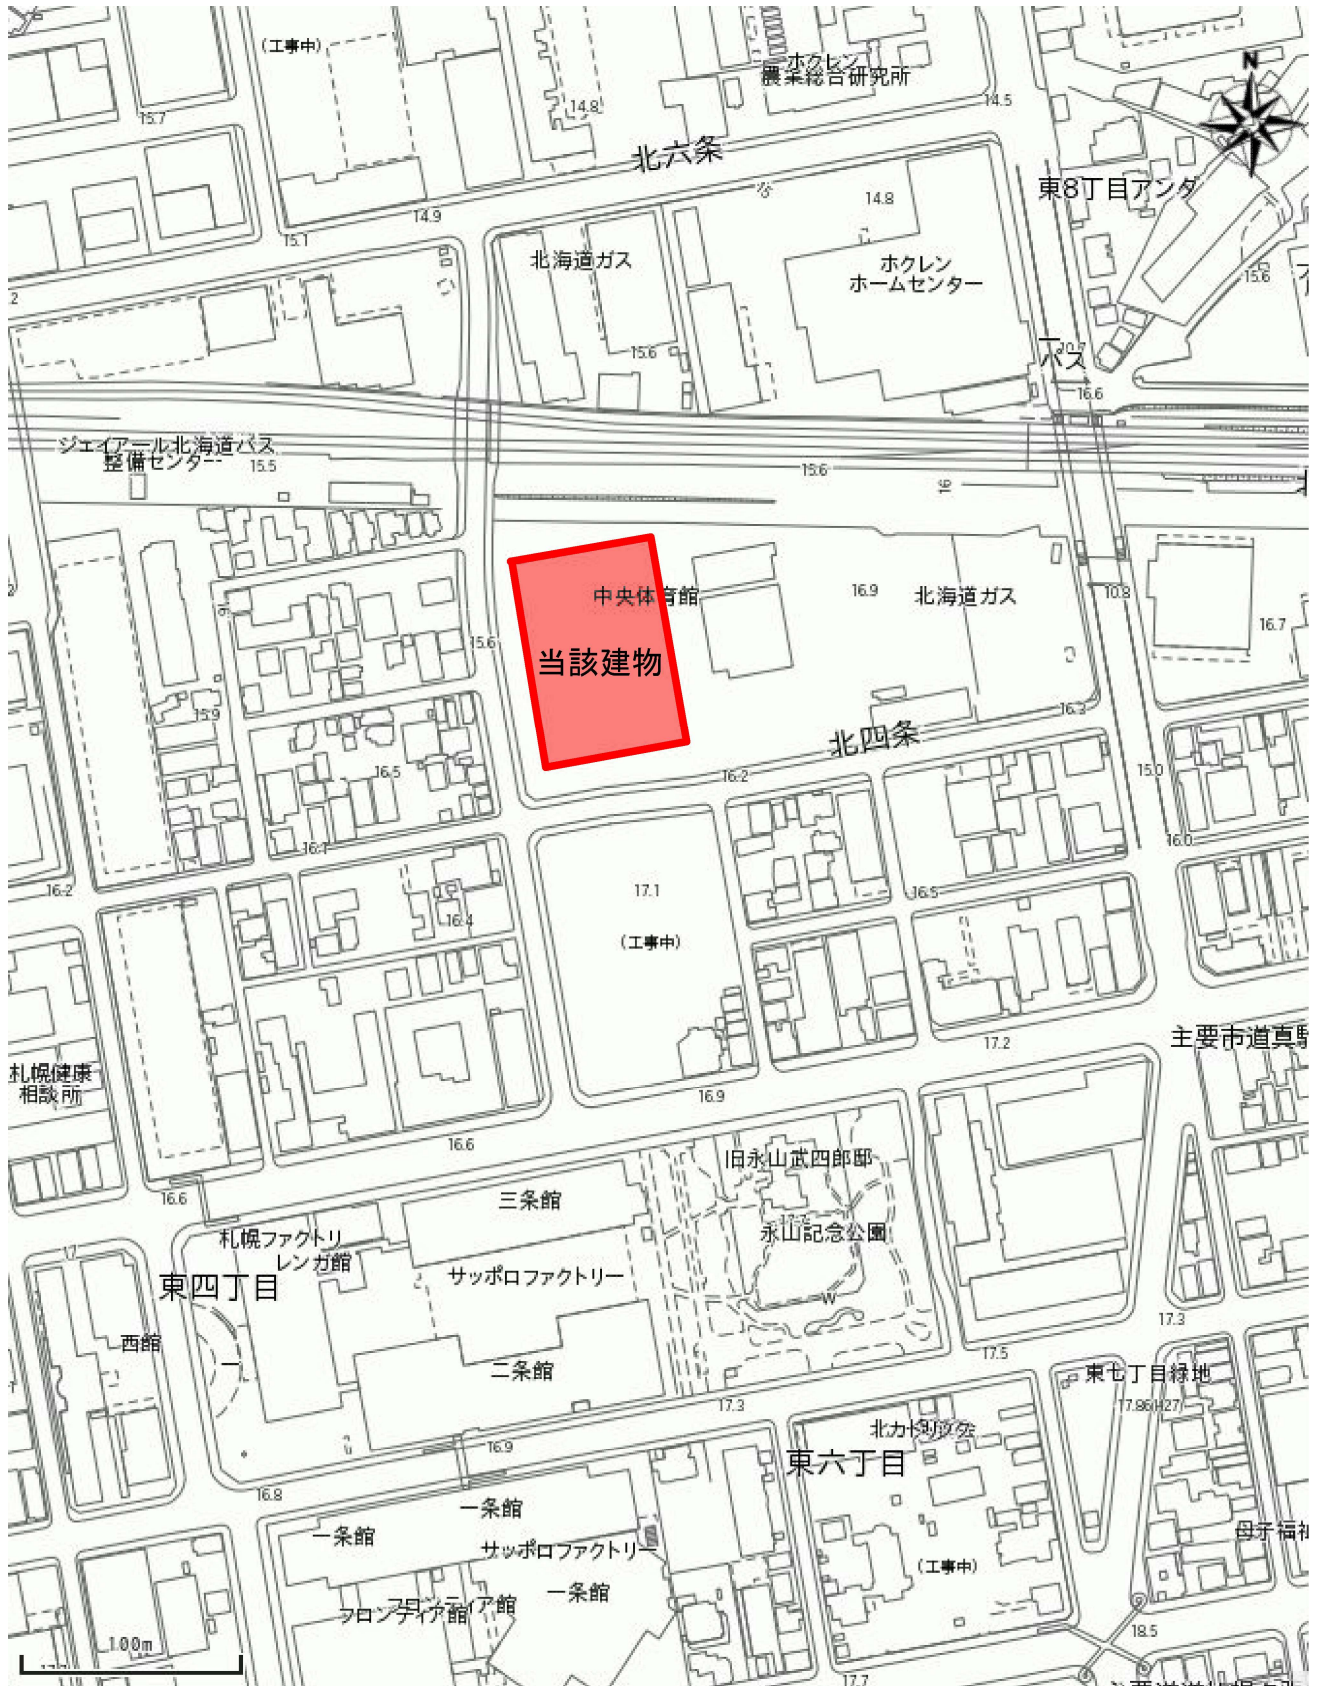 (工事中)
ホクレン
農業総合研究所
N
15.7
14.8
14.5
北六条
15
東8丁目アンダ
14.9
14.8
15.1
北海道ガス
ホクレン
ホームセンター
15.6
15.6
パス
16.6
ジェイアール北海道バス
整備センター
15.5
15.6
16
中央体育館
16.9
北海道ガス
10.8
16
16.7
15.6
当該建物
15.9
16.3
北四条
16.5
16.2
15.0
16.1
16.0
16.2
17.1
16.5
16.4
(工事中)
主要市道真駒
17.2
札幌健康
相談所
16.9
16.6
旧永山武四郎邸
16.6
三条館
永山記念公園
札幌ファクトリ
レンガ館
17
サッポロファクトリー
東四丁目
W
17.3
西館
ー
17.5
二条館
東七丁目緑地
17.3
17.86(H27)
北カトリック
16.9
東六丁目
16.8
一条館
一条館
母子福祉
サッポロファクトリー
(工事中)
一条館
フロンティア館
フロンティア館
18.5
100m
17.7